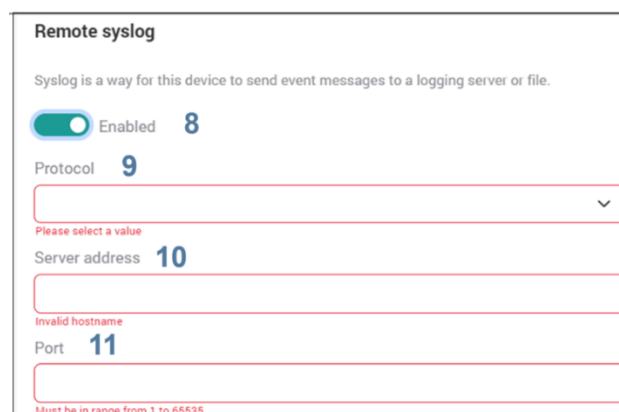 Remote syslog
Syslog is a way for this device to send event messages to a logging server or file.
Enabled 8
Protocol 9
Please select a value
Server address 10
Invalid hostname
Port 11
Must be in range from 1 to 65535